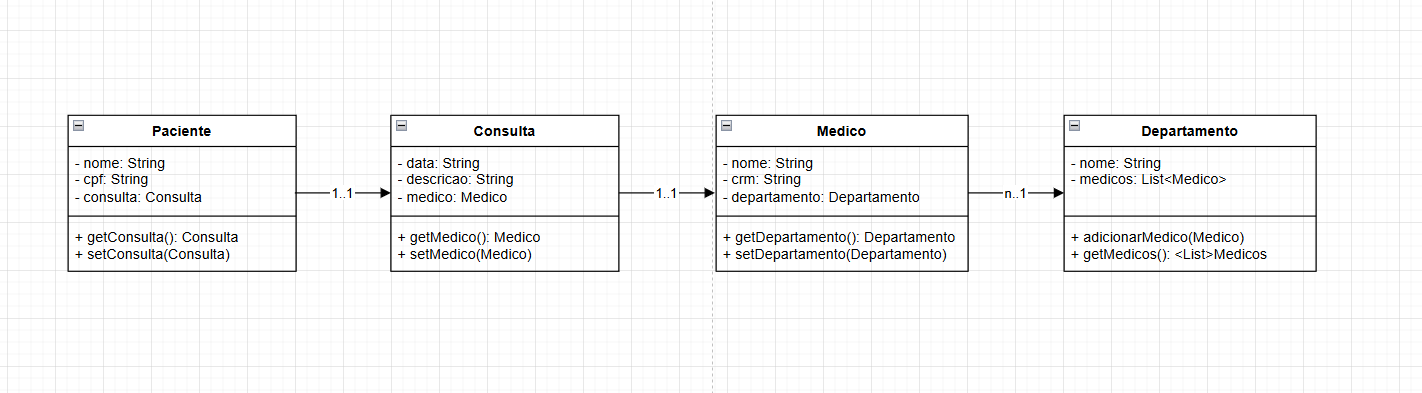 Paciente
- nome: String
- cpf: String
- consulta: Consulta
+ getConsulta(): Consulta
+ setConsulta(Consulta)
1..1
Consulta
- data: String
- descricao: String
- medico: Medico
+ getMedico(): Medico
+ setMedico(Medico)
1..1
Medico
- nome: String
- crm: String
- departamento: Departamento
+ getDepartamento(): Departamento
+ setDepartamento(Departamento)
n..1
Departamento
- nome: String
- medicos: List<Medico>
+ adicionarMedico(Medico)
+ getMedicos(): <List>Medicos